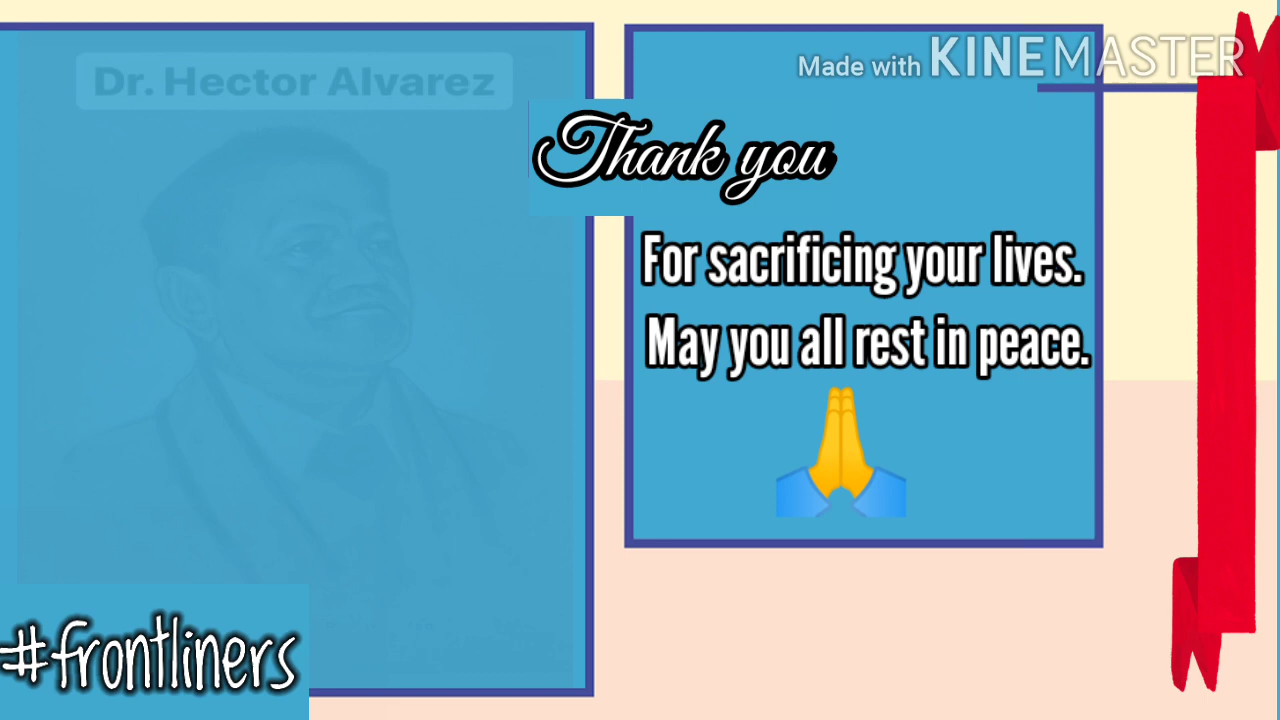 Dr. Hector Alvarez
Made with KINEMASTER
Thank you
For sacrificing your lives.
May you all rest in peace.
#frontliners